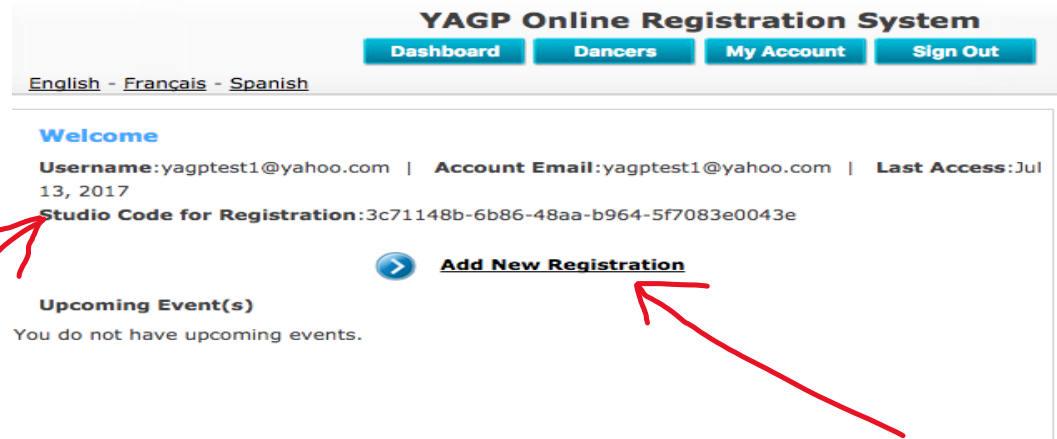 YAGP Online Registration System
Dashboard Dancers My Account Sign Out
English - Français - Spanish
Welcome
Username:yagptest1@yahoo.com | Account Email:yagptest1@yahoo.com | Last Access:Jul
13, 2017
Studio Code for Registration:3c71148b-6b86-48aa-b964-5f7083e0043e
Add New Registration
Upcoming Event(s)
You do not have upcoming events.